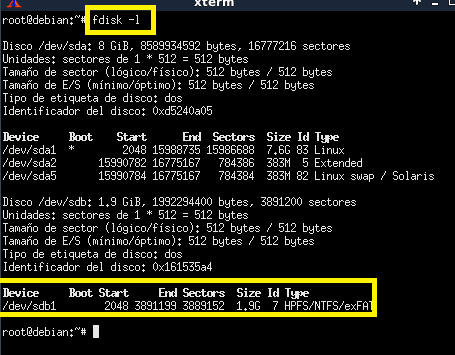 xterm
root@debian:~# fdisk -l
Disco /dev/sda: 8 GiB, 8589934592 bytes, 16777216 sectores
Unidades: sectores de 1 * 512 = 512 bytes
Tamaño de sector (lógico/físico): 512 bytes / 512 bytes
Tamaño de E/S (mínimo/óptimo): 512 bytes / 512 bytes
Tipo de etiqueta de disco: dos
Identificador del disco: 0xd5240a05
Device Boot Start End Sectors Size Id Type
/dev/sda1 * 2048 15988735 15986688 7.6G 83 Linux
/dev/sda2 15990782 16775167 784386 383M 5 Extended
/dev/sda5 15990784 16775167 784384 383M 82 Linux swap / Solaris
Disco /dev/sdb: 1.9 GiB, 1992294400 bytes, 3891200 sectores
Unidades: sectores de 1 * 512 = 512 bytes
Tamaño de sector (lógico/físico): 512 bytes / 512 bytes
Tamaño de E/S (mínimo/óptimo): 512 bytes / 512 bytes
Tipo de etiqueta de disco: dos
Identificador del disco: 0x161535a4
Device Boot Start End Sectors Size Id Type
/dev/sdb1 2048 3891199 3889152 1.9G 7 HPFS/NTFS/exFAT
root@debian:~#